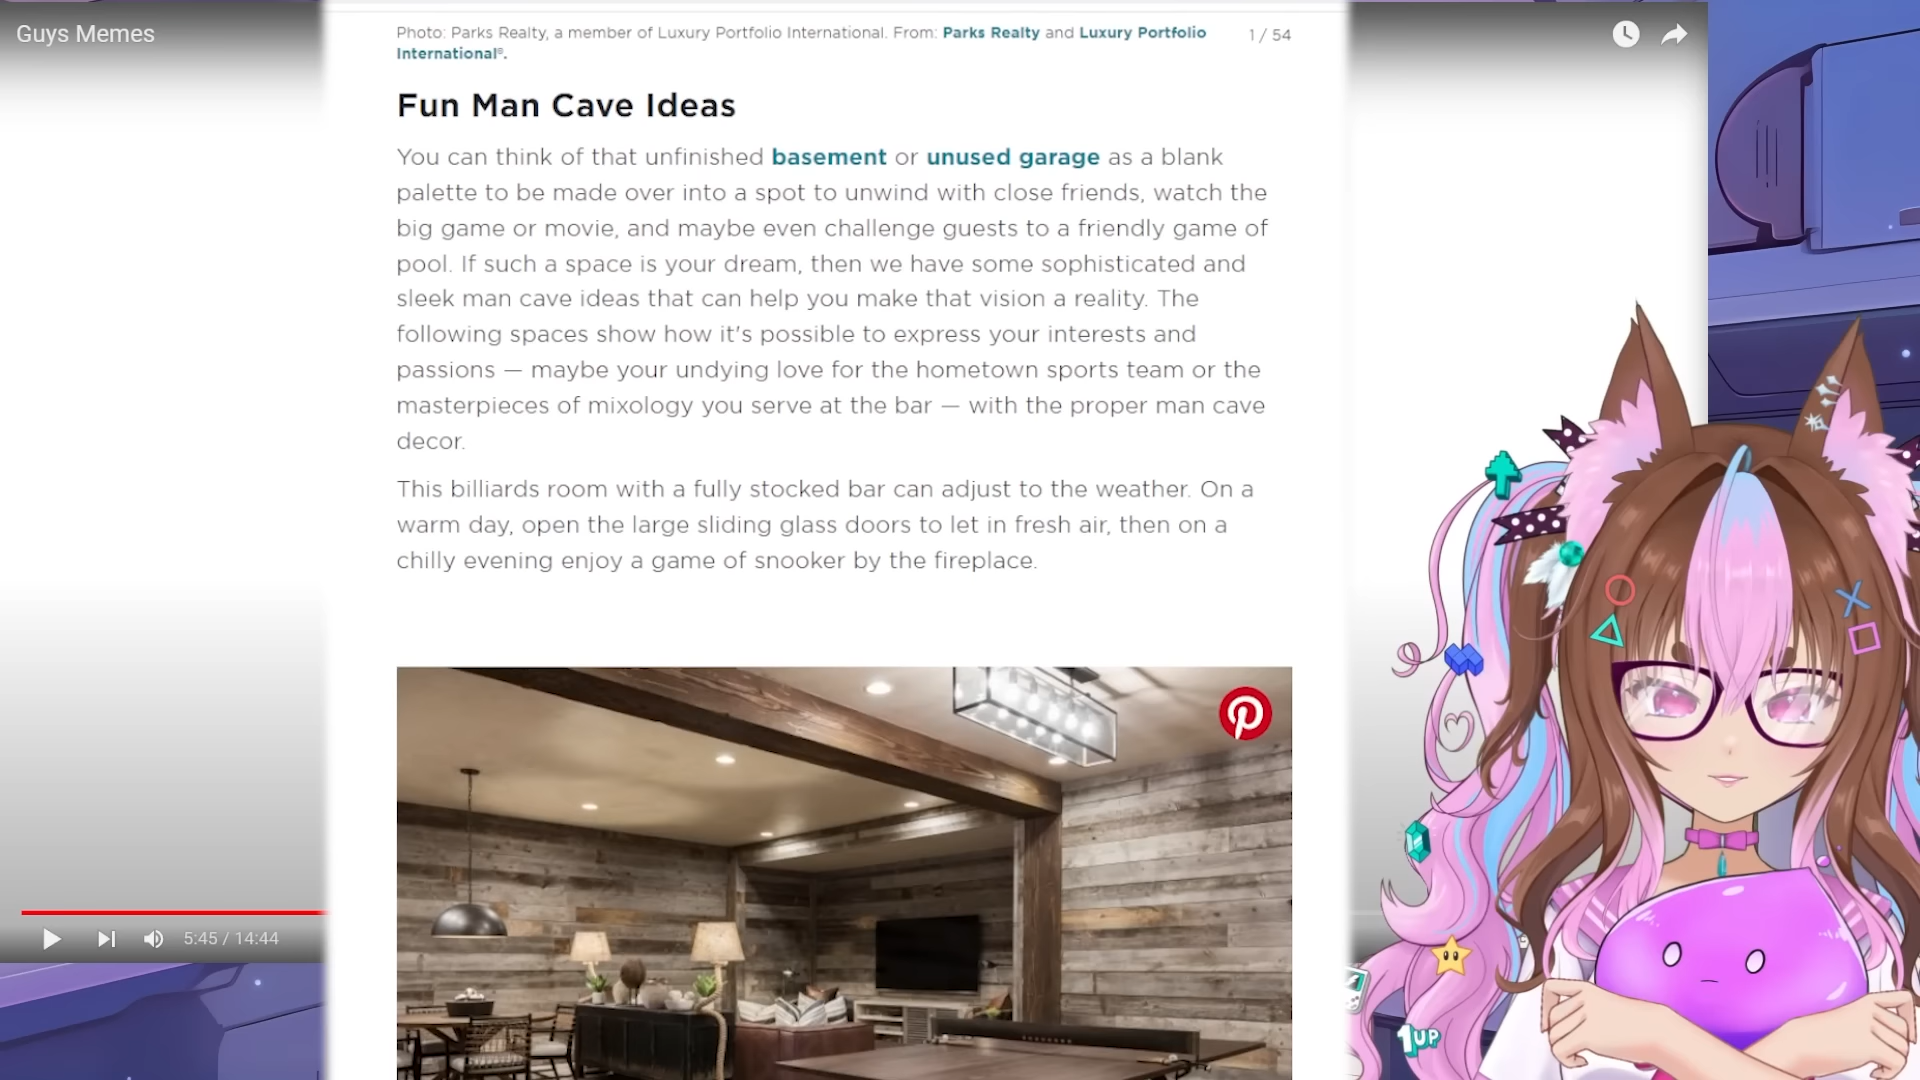 Guys Memes
Photo: Parks Realty, a member of Luxury Portfolio International. From: Parks Realty and Luxury Portfolio
International®.
1 / 54
Fun Man Cave Ideas
You can think of that unfinished basement or unused garage as a blank
palette to be made over into a spot to unwind with close friends, watch the
big game or movie, and maybe even challenge guests to a friendly game of
pool. If such a space is your dream, then we have some sophisticated and
sleek man cave ideas that can help you make that vision a reality. The
following spaces show how it's possible to express your interests and
passions — maybe your undying love for the hometown sports team or the
masterpieces of mixology you serve at the bar — with the proper man cave
decor.
This billiards room with a fully stocked bar can adjust to the weather. On a
warm day, open the large sliding glass doors to let in fresh air, then on a
chilly evening enjoy a game of snooker by the fireplace.
5:45 / 14:44
1UP